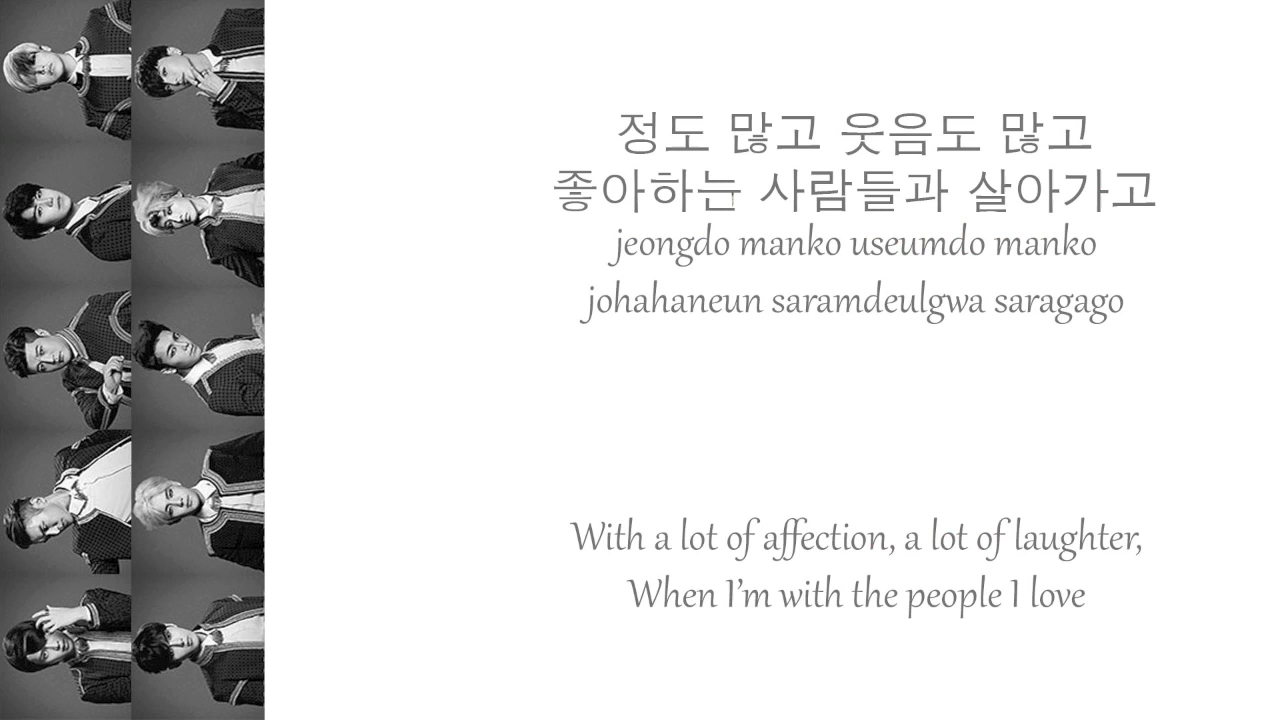 정도 많고 웃음도 많고
좋아하는 사람들과 살아가고
jeongdo manko useumdo manko
johahaneun saramdeulgwa saragago
With a lot of affection, a lot of laughter,
When I'm with the people I love